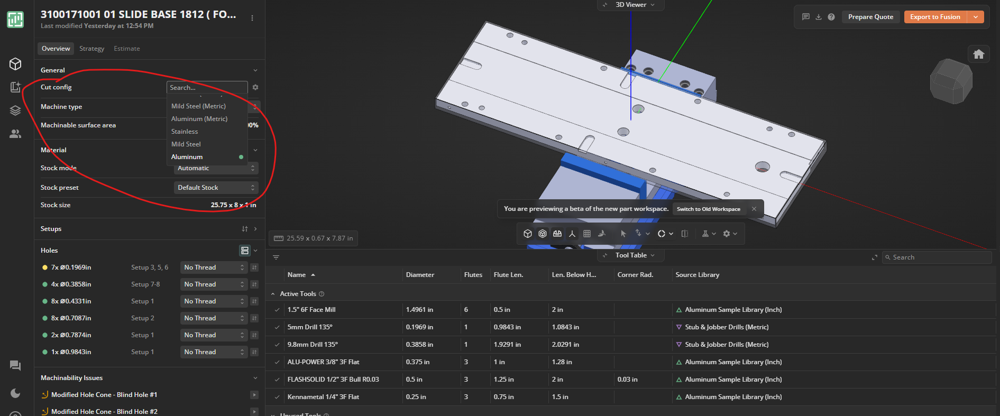 3100171001 01 SLIDE BASE 1812 ( FO...
Last modified Yesterday at 12:54 PM
Overview Strategy Estimate
General
Cut config Search...
Mild Steel (Metric)
Machine type
Aluminum (Metric)
Machinable surface area 00%
Stainless
Mild Steel
Material
Aluminum
Stock mode Automatic
Stock preset Default Stock
Stock size 25.75 x 8 x 1 in
Setups
Holes
7x ⌀0.1969in Setup 3, 5, 6 No Thread
4x ⌀0.3858in Setup 7-8 No Thread
8x ⌀0.4331in Setup 1 No Thread
8x ⌀0.7087in Setup 2 No Thread
2x ⌀0.7874in Setup 1 No Thread
1x ⌀0.9843in Setup 1 No Thread
Machinability Issues
Modified Hole Cone - Blind Hole #1
Modified Hole Cone - Blind Hole #2
3D Viewer
Prepare Quote Export to Fusion
You are previewing a beta of the new part workspace. Switch to Old Workspace
25.59 x 0.67 x 7.87 in
Tool Table
Search
Name Diameter Flutes Flute Len. Len. Below H... Corner Rad. Source Library
Active Tools
1.5" 6F Face Mill 1.4961 in 6 0.5 in 2 in Aluminum Sample Library (Inch)
5mm Drill 135° 0.1969 in 1 0.9843 in 1.0843 in Stub & Jobber Drills (Metric)
9.8mm Drill 135° 0.3858 in 1 1.9291 in 2.0291 in Stub & Jobber Drills (Metric)
ALU-POWER 3/8" 3F Flat 0.375 in 3 1 in 1.28 in Aluminum Sample Library (Inch)
FLASHSOLID 1/2" 3F Bull R0.03 0.5 in 3 1.25 in 2 in 0.03 in Aluminum Sample Library (Inch)
Kennametal 1/4" 3F Flat 0.25 in 3 0.75 in 1.5 in Aluminum Sample Library (Inch)
Unused Tools